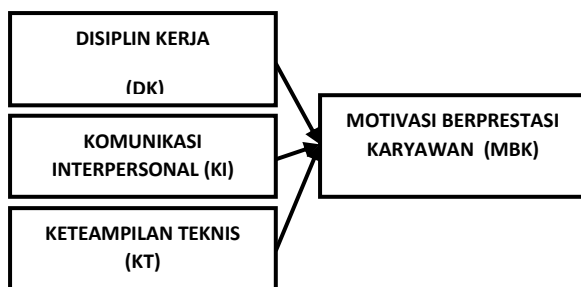 DISIPLIN KERJA
(DK)
KOMUNIKASI
INTERPERSONAL (KI)
KETEAMPILAN TEKNIS
(KT)
MOTIVASI BERPRESTASI
KARYAWAN (MBK)